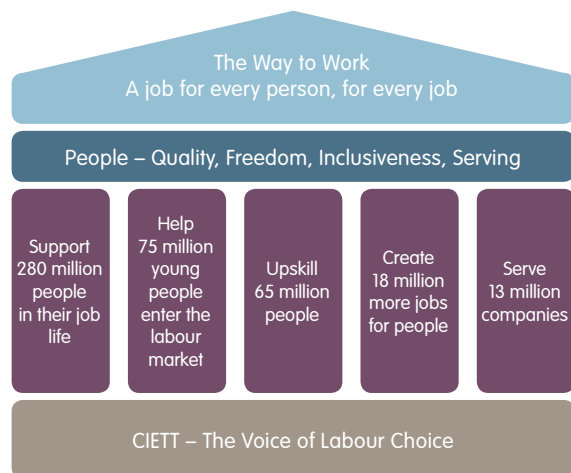 The Way to Work
A job for every person, for every job
People – Quality, Freedom, Inclusiveness, Serving
Support
280 million
people
in their job
life
Help
75 million
young
people
enter the
labour
market
Upskill
65 million
people
Create
18 million
more jobs
for people
Serve
13 million
companies
CIETT – The Voice of Labour Choice